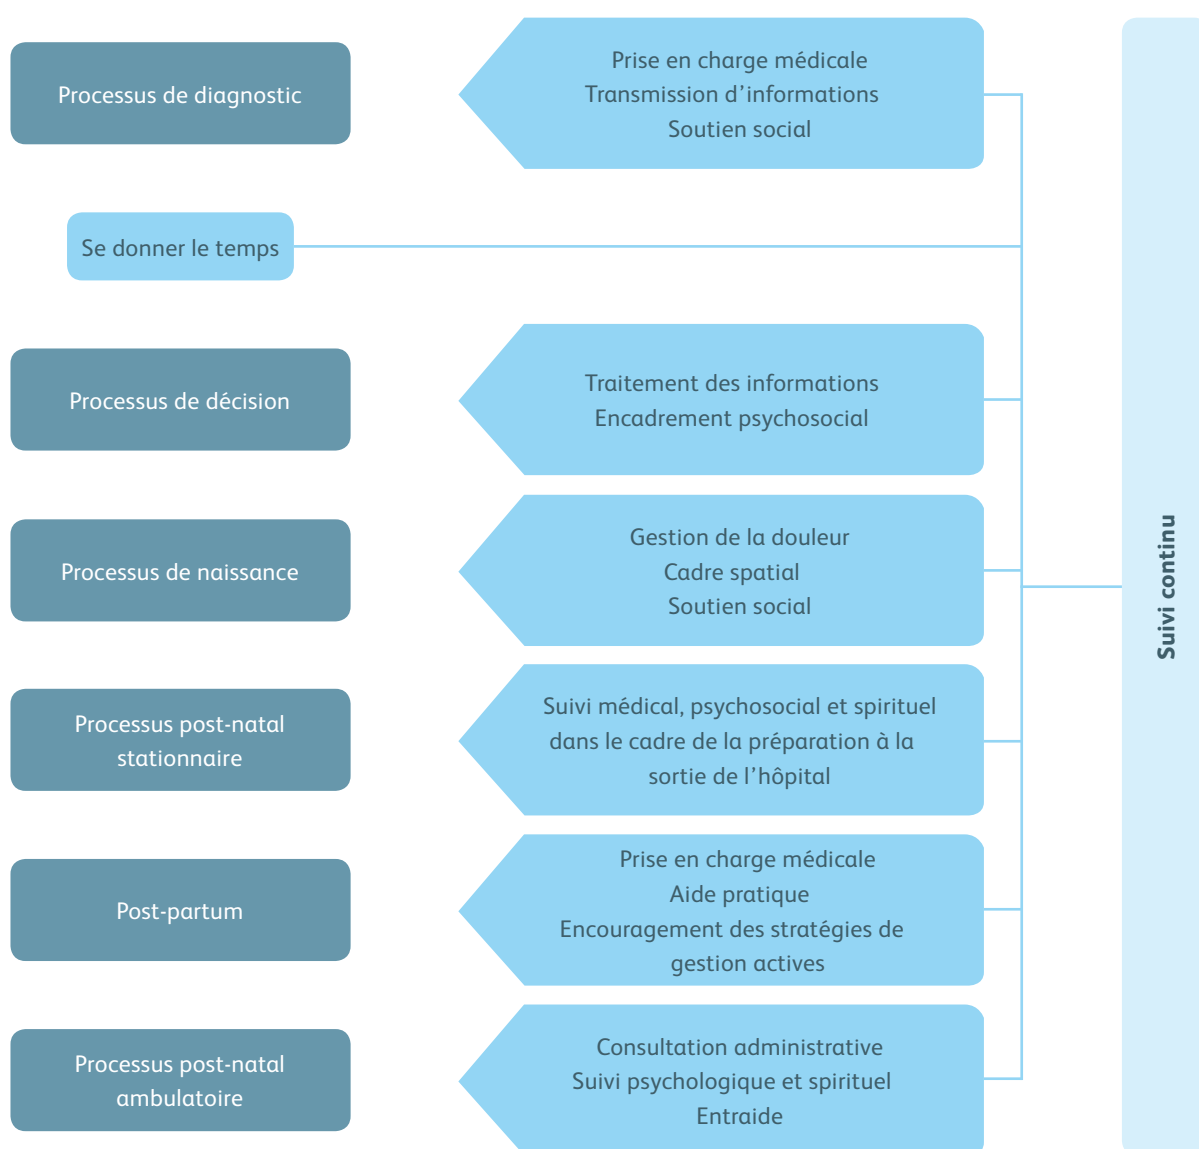 Processus de diagnostic
Prise en charge médicale
Transmission d’informations
Soutien social
Se donner le temps
Processus de décision
Traitement des informations
Encadrement psychosocial
Processus de naissance
Gestion de la douleur
Cadre spatial
Soutien social
Processus post-natal
stationnaire
Suivi médical, psychosocial et spirituel
dans le cadre de la préparation à la
sortie de l’hôpital
Post-partum
Prise en charge médicale
Aide pratique
Encouragement des stratégies de
gestion actives
Processus post-natal
ambulatoire
Consultation administrative
Suivi psychologique et spirituel
Entraide
Suivi continu